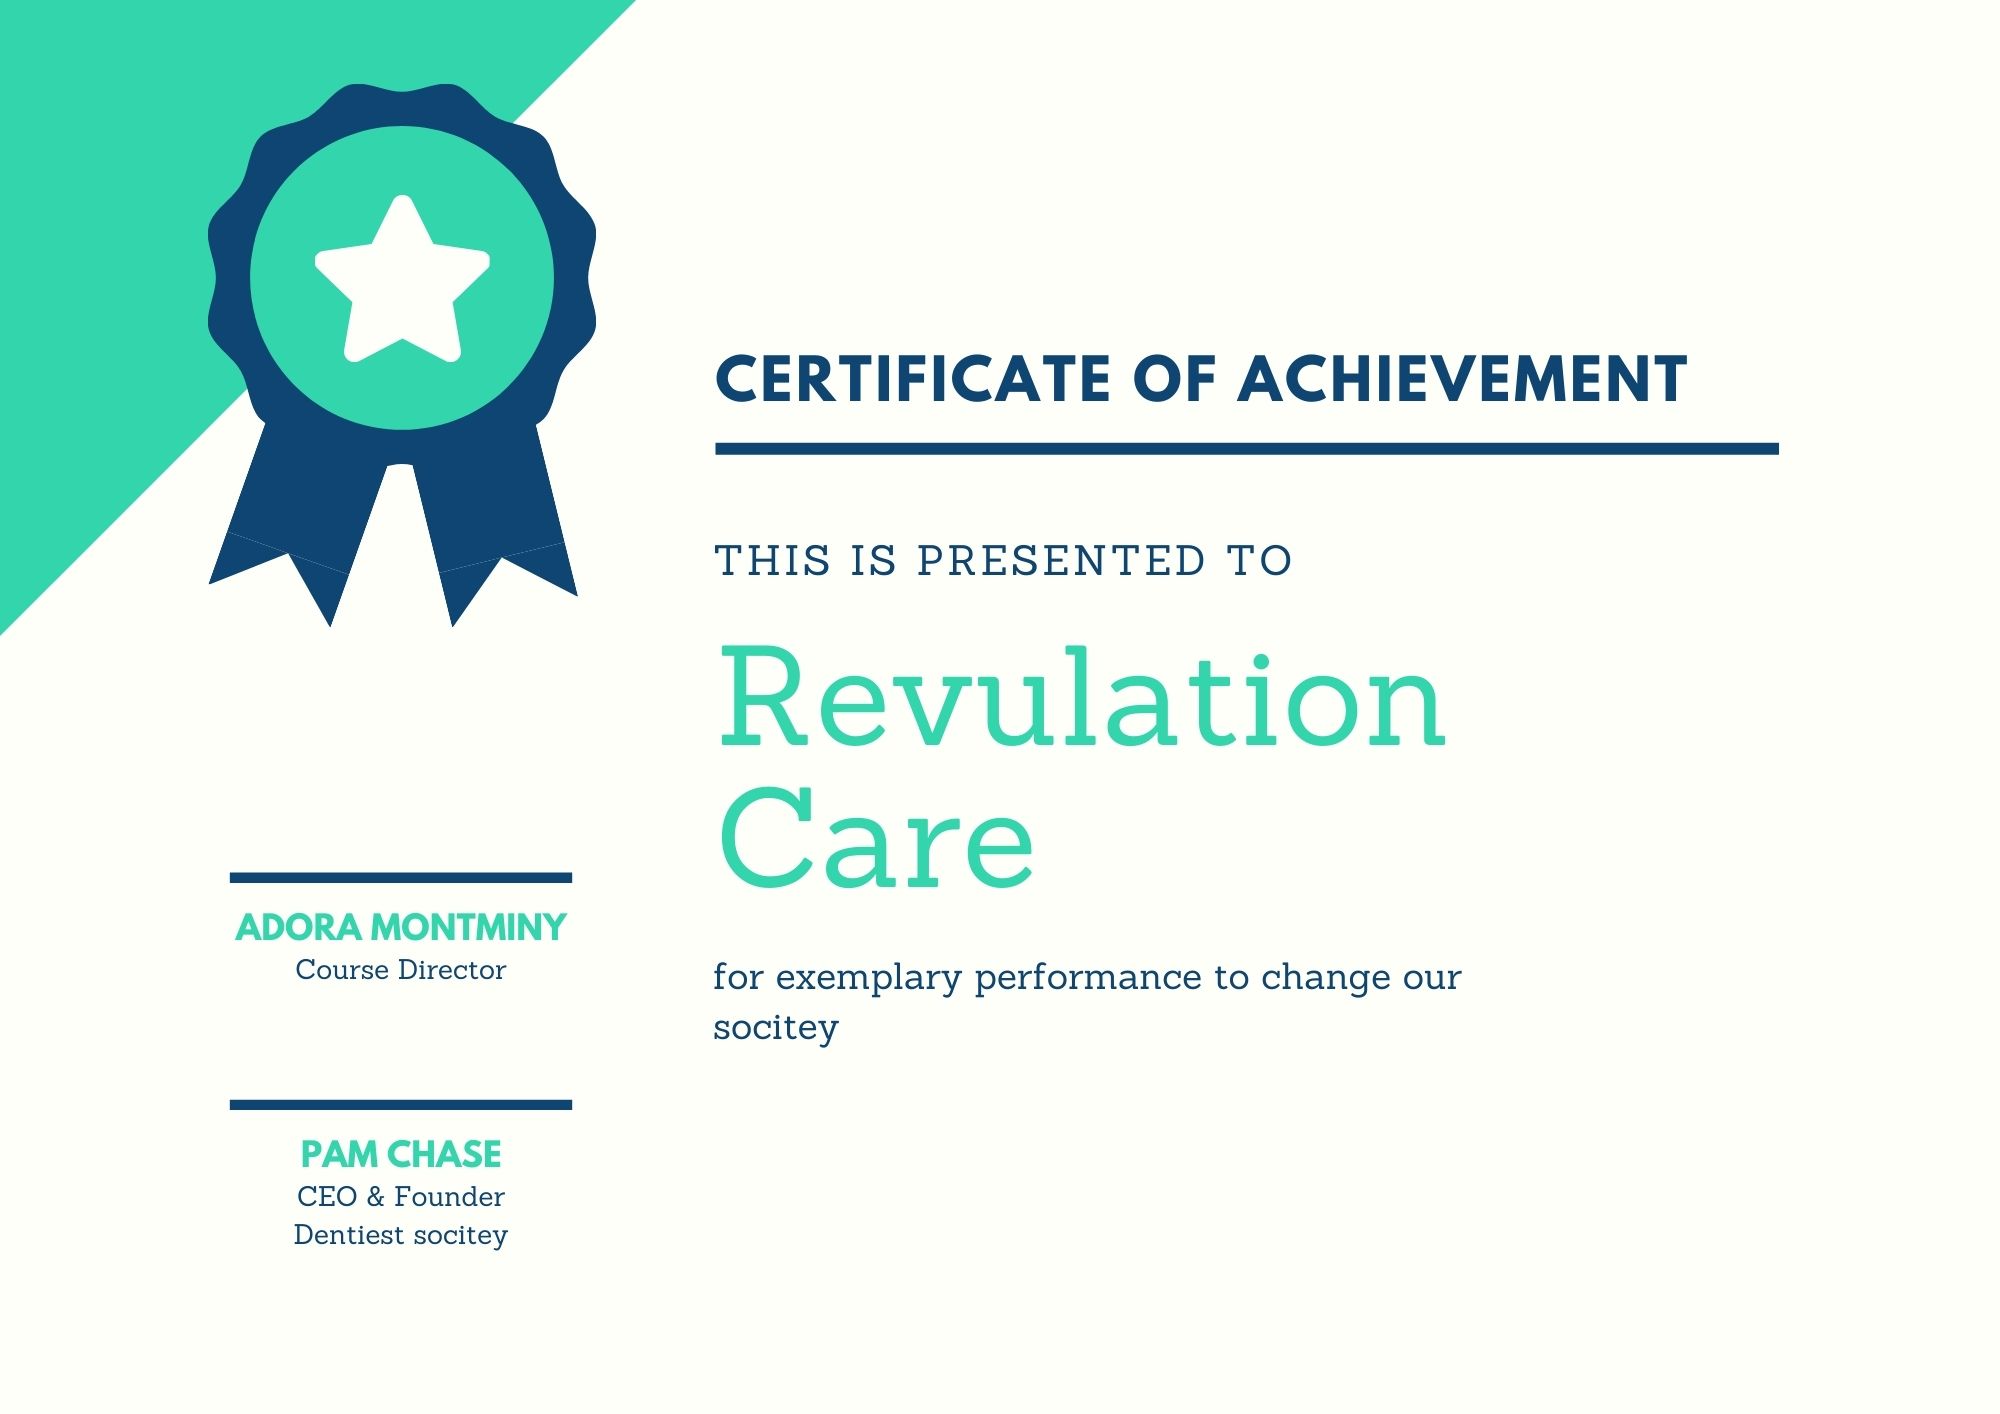 CERTIFICATE OF ACHIEVEMENT
THIS IS PRESENTED TO
Revulation
Care
for exemplary performance to change our
socitey
ADORA MONTMINY
Course Director
PAM CHASE
CEO & Founder
Dentiest socitey